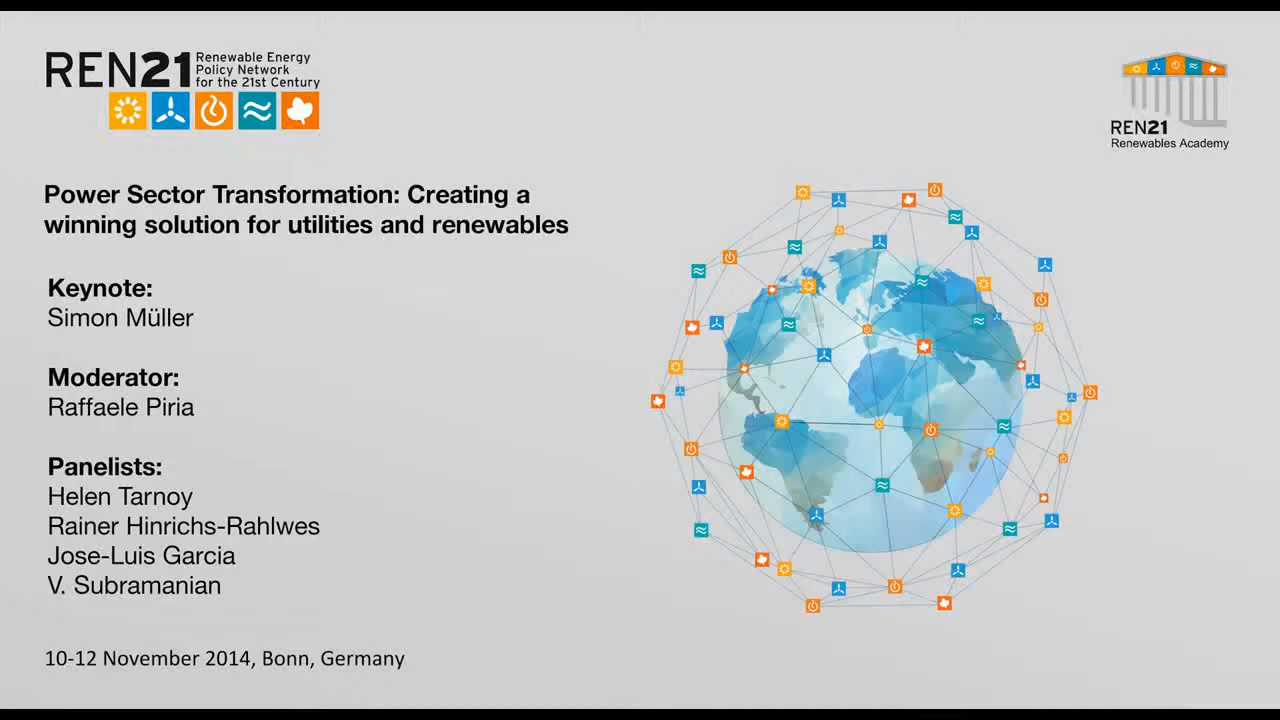 REN21
Renewable Energy
Policy Network
for the 21st Century
REN21
Renewables Academy
Power Sector Transformation: Creating a
winning solution for utilities and renewables
Keynote:
Simon Müller
Moderator:
Raffaele Piria
Panelists:
Helen Tarnoy
Rainer Hinrichs-Rahlwes
Jose-Luis Garcia
V. Subramanian
10-12 November 2014, Bonn, Germany